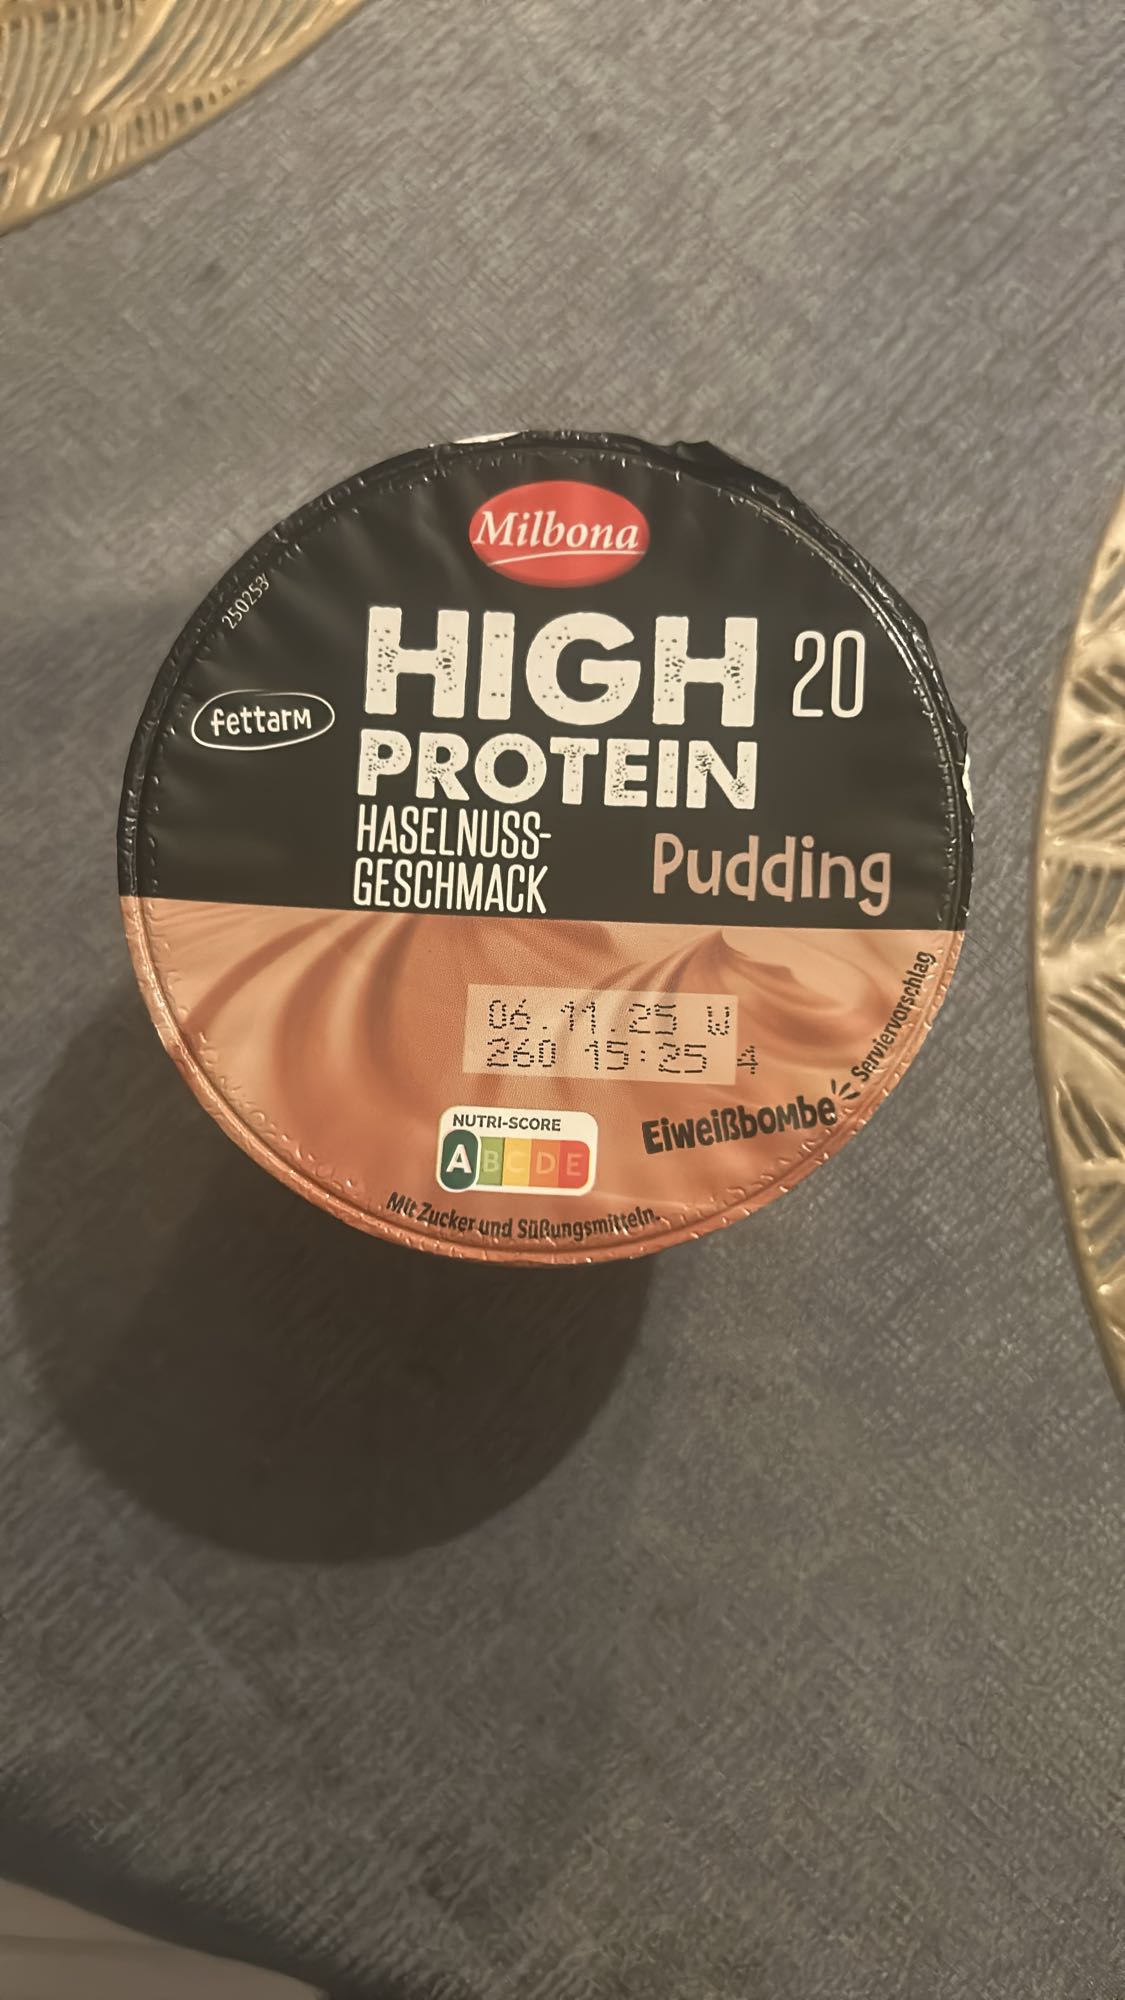 Milbona
250253
HIGH 20
PROTEIN
fettarm
HASELNUSS-
GESCHMACK
Pudding
06.11.25 W
260 15:25 4
Serviervorschlag
Eiweißbombe
NUTRI-SCORE
A B C D E
Mit Zucker und Süßungsmitteln.